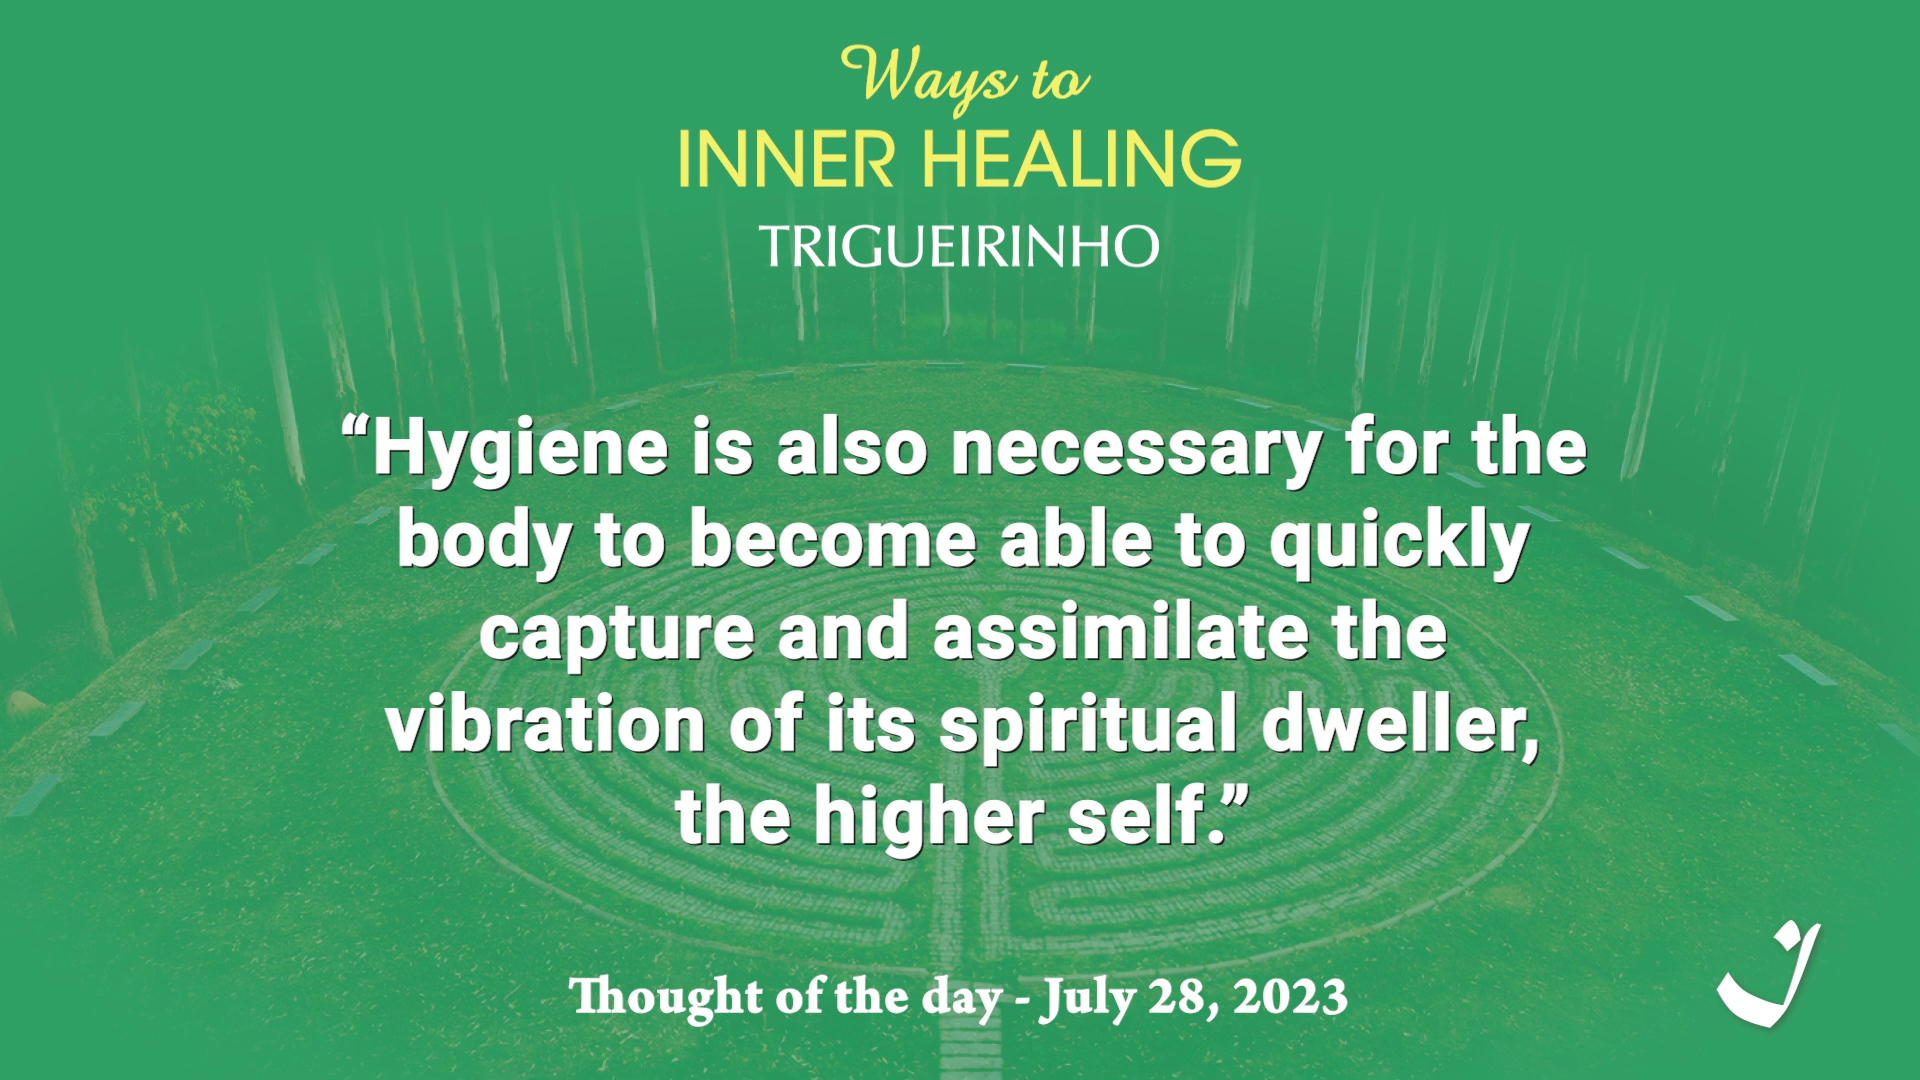 Ways to
INNER HEALING
TRIGUEIRINHO
“Hygiene is also necessary for the
body to become able to quickly
capture and assimilate the
vibration of its spiritual dweller,
the higher self.”
Thought of the day - July 28, 2023